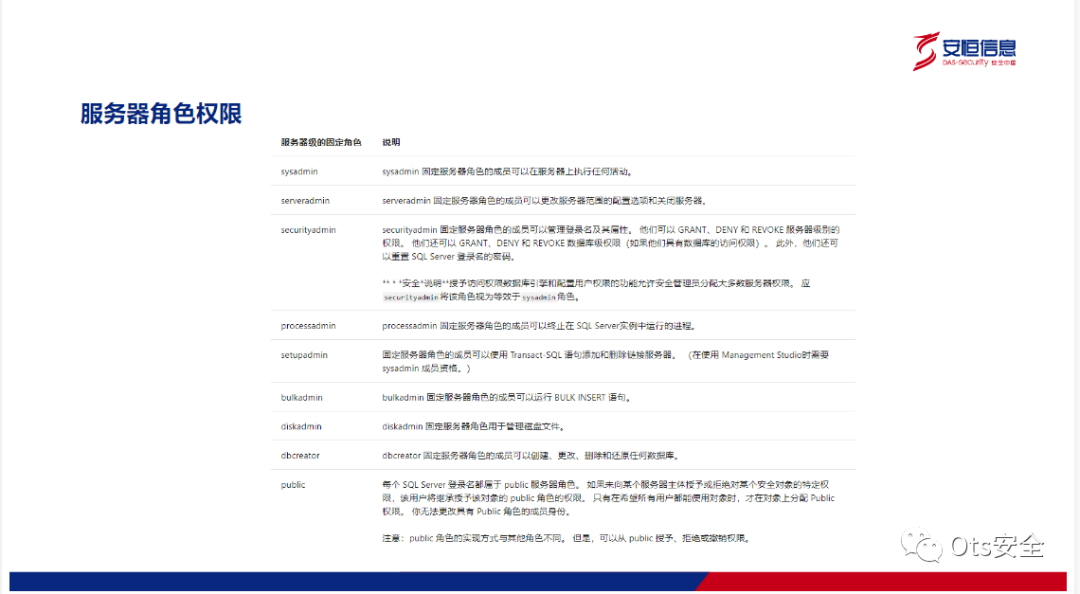 安恒信息
DAS-security 安全中国
服务器角色权限
服务器级的固定角色 说明
sysadmin sysadmin 固定服务器角色的成员可以在服务器上执行任何活动。
serveradmin serveradmin 固定服务器角色的成员可以更改服务器范围的配置选项和关闭服务器。
securityadmin securityadmin 固定服务器角色的成员可以管理登录名及其属性。 他们可以 GRANT、DENY 和 REVOKE 服务器级别的
权限。 他们还可以 GRANT、DENY 和 REVOKE 数据库级权限（如果他们具有数据库的访问权限）。 此外，他们还可
以重置 SQL Server 登录名的密码。
** * *安全*说明**授予访问权限数据库引擎和配置用户权限的功能允许安全管理员分配大多数服务器权限。 应
securityadmin 将该角色视为等效于 sysadmin 角色。
processadmin processadmin 固定服务器角色的成员可以终止在 SQL Server实例中运行的进程。
setupadmin 固定服务器角色的成员可以使用 Transact-SQL 语句添加和删除链接服务器。 （在使用 Management Studio时需要
sysadmin 成员资格。）
bulkadmin bulkadmin 固定服务器角色的成员可以运行 BULK INSERT 语句。
diskadmin diskadmin 固定服务器角色用于管理磁盘文件。
dbcreator dbcreator 固定服务器角色的成员可以创建、更改、删除和还原任何数据库。
public 每个 SQL Server 登录名都属于 public 服务器角色。 如果未向某个服务器主体授予或拒绝对某个安全对象的特定权
限，该用户将继承授予该对象的 public 角色的权限。 只有在希望所有用户都能使用对象时，才在对象上分配 Public
权限。 你无法更改具有 Public 角色的成员身份。
注意：public 角色的实现方式与其他角色不同。 但是，可以从 public 授予、拒绝或撤销权限。
Ots安全